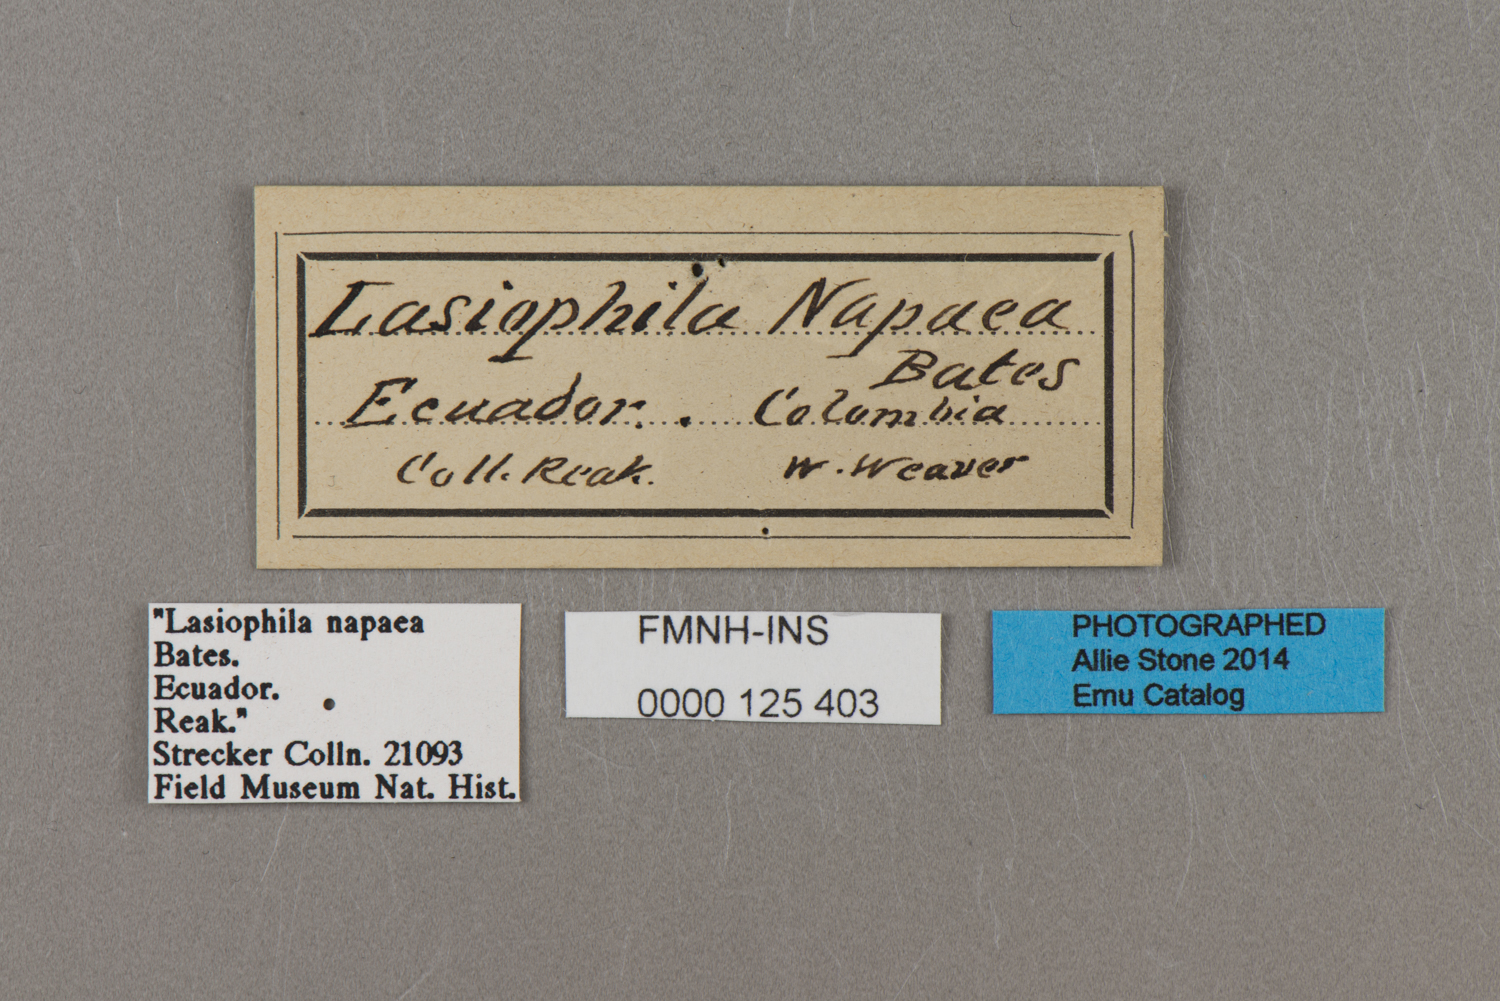 Lasiophila Napaea
Bates
Ecuador. . Colombia
Coll. Reak. W. Weaver
"Lasiophila napaea
Bates.
Ecuador.
Reak."
Strecker Colln. 21093
Field Museum Nat. Hist.
FMNH-INS
0000 125 403
PHOTOGRAPHED
Allie Stone 2014
Emu Catalog